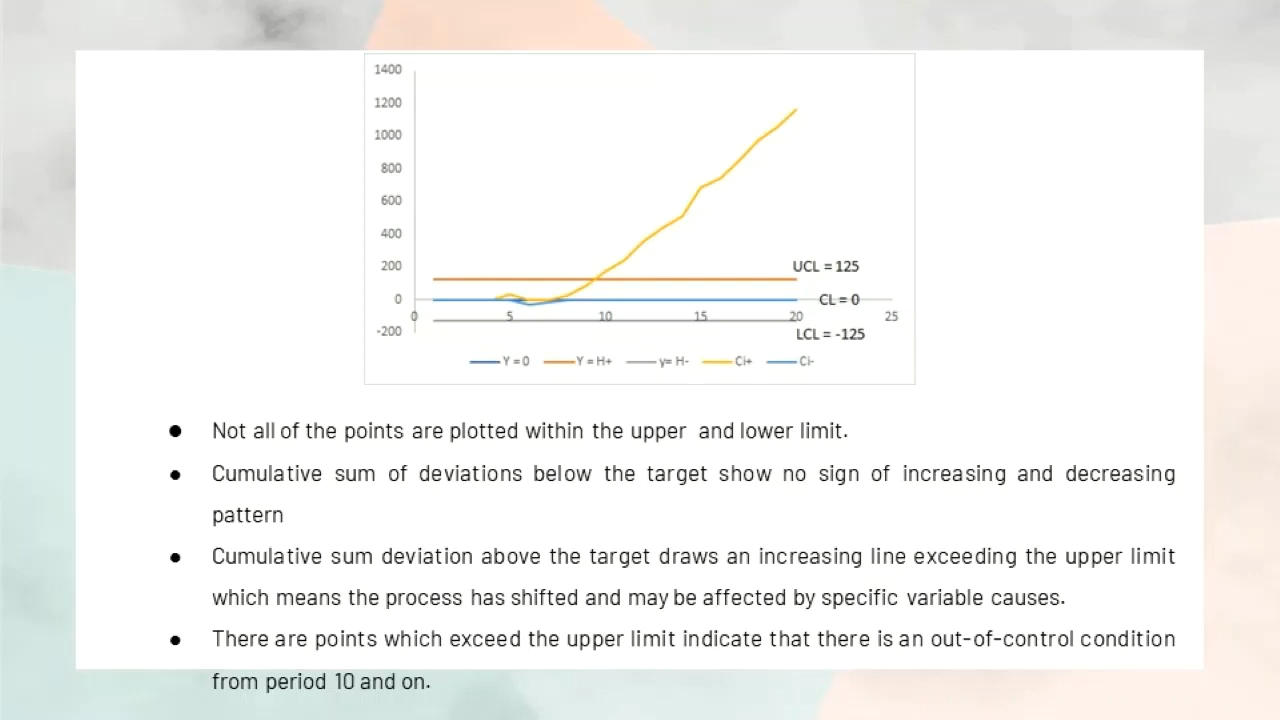 1400
1200
1000
800
600
400
200
0
-200
0 5 10 15 20 25
UCL = 125
CL = 0
LCL = -125
Y = 0 Y = H+ y= H- Ci+ Ci-
● Not all of the points are plotted within the upper and lower limit.
● Cumulative sum of deviations below the target show no sign of increasing and decreasing
pattern
● Cumulative sum deviation above the target draws an increasing line exceeding the upper limit
which means the process has shifted and may be affected by specific variable causes.
● There are points which exceed the upper limit indicate that there is an out-of-control condition
from period 10 and on.